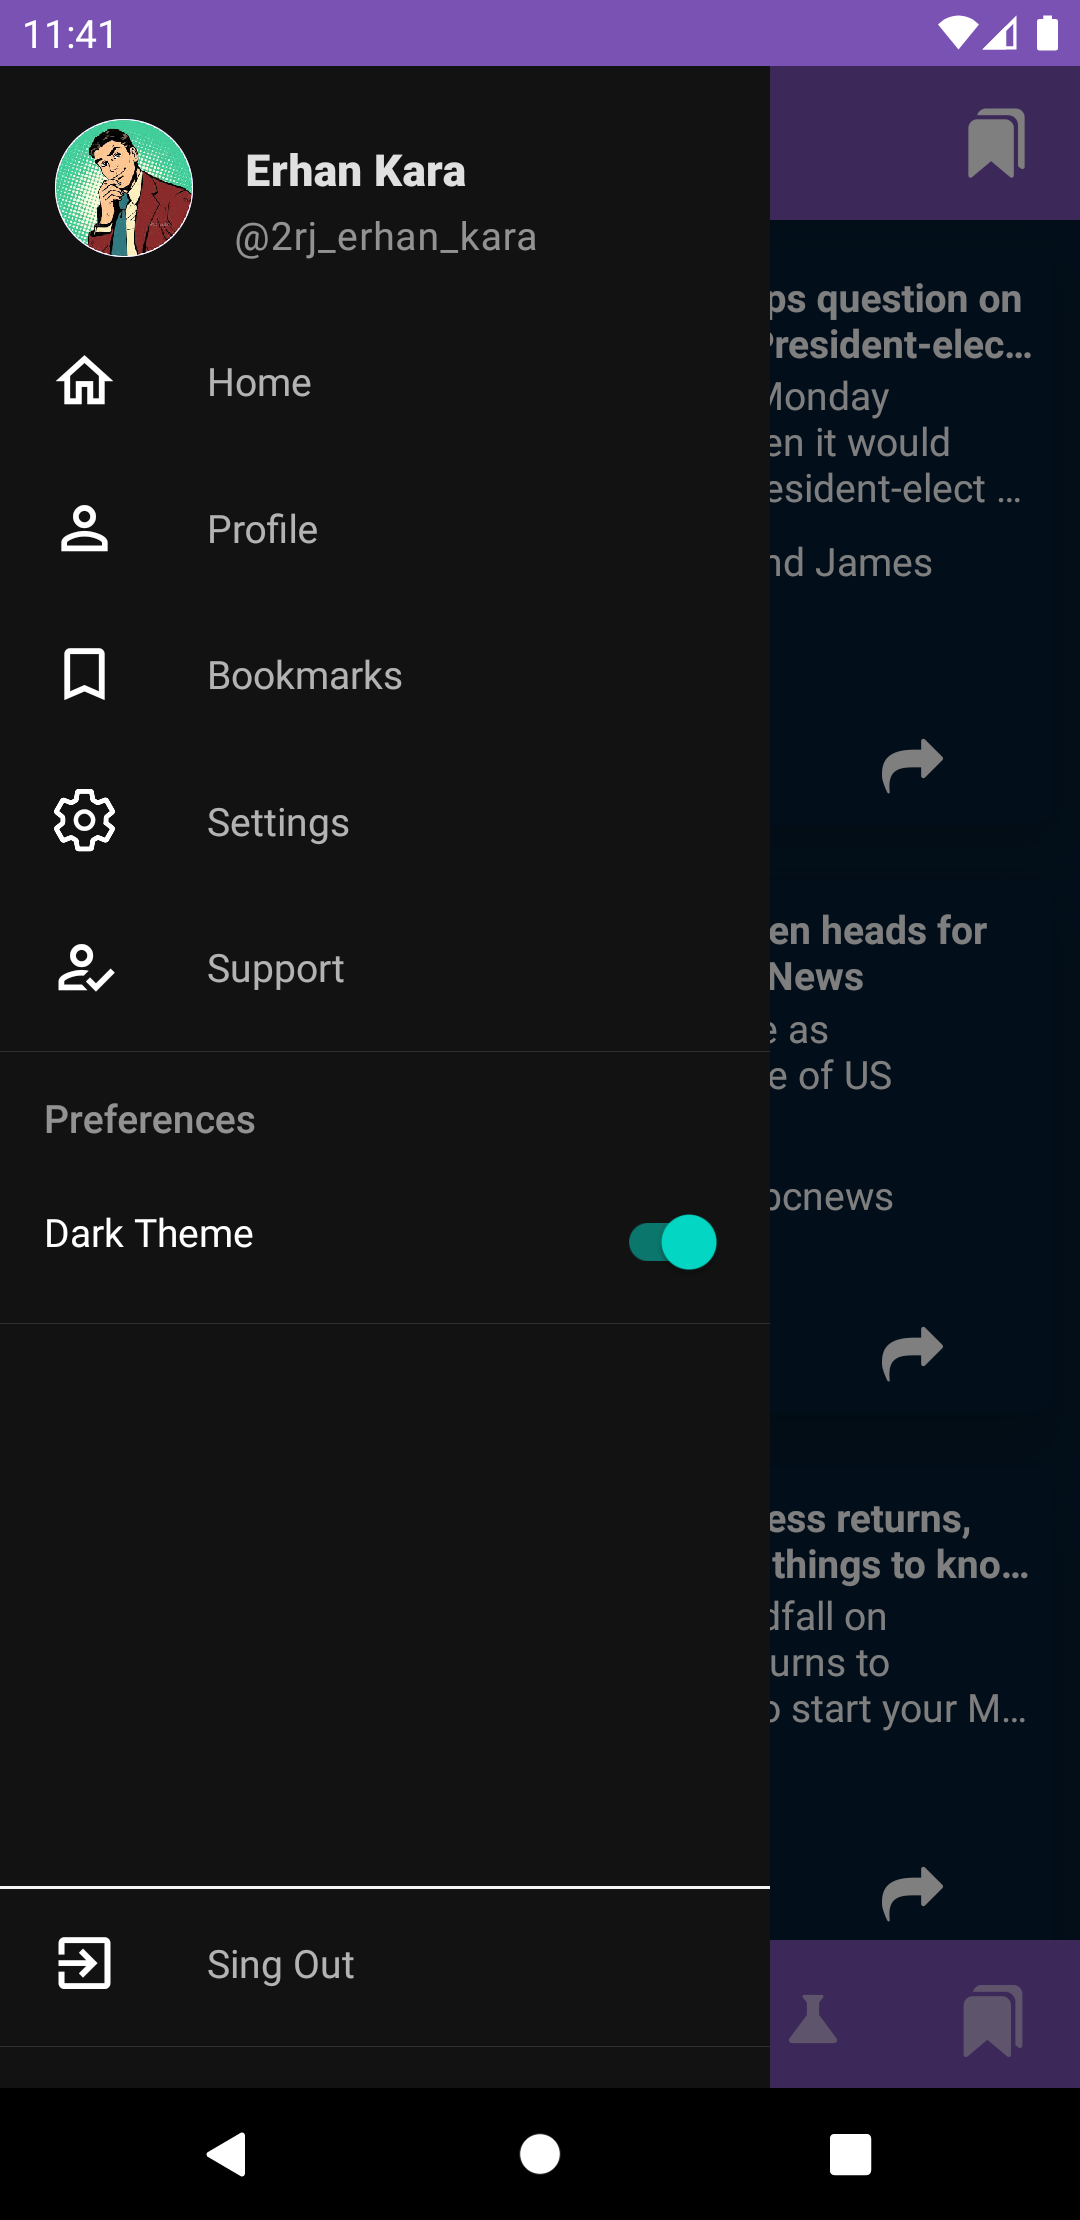 11:41
Erhan Kara
@2rj_erhan_kara
Home
Profile
Bookmarks
Settings
Support
Preferences
Dark Theme
Sing Out
ps question on
President-elec...
Monday
en it would
esident-elect ...
nd James
en heads for
News
e as
e of US
bcnews
ess returns,
things to kno...
dfall on
urns to
o start your M...